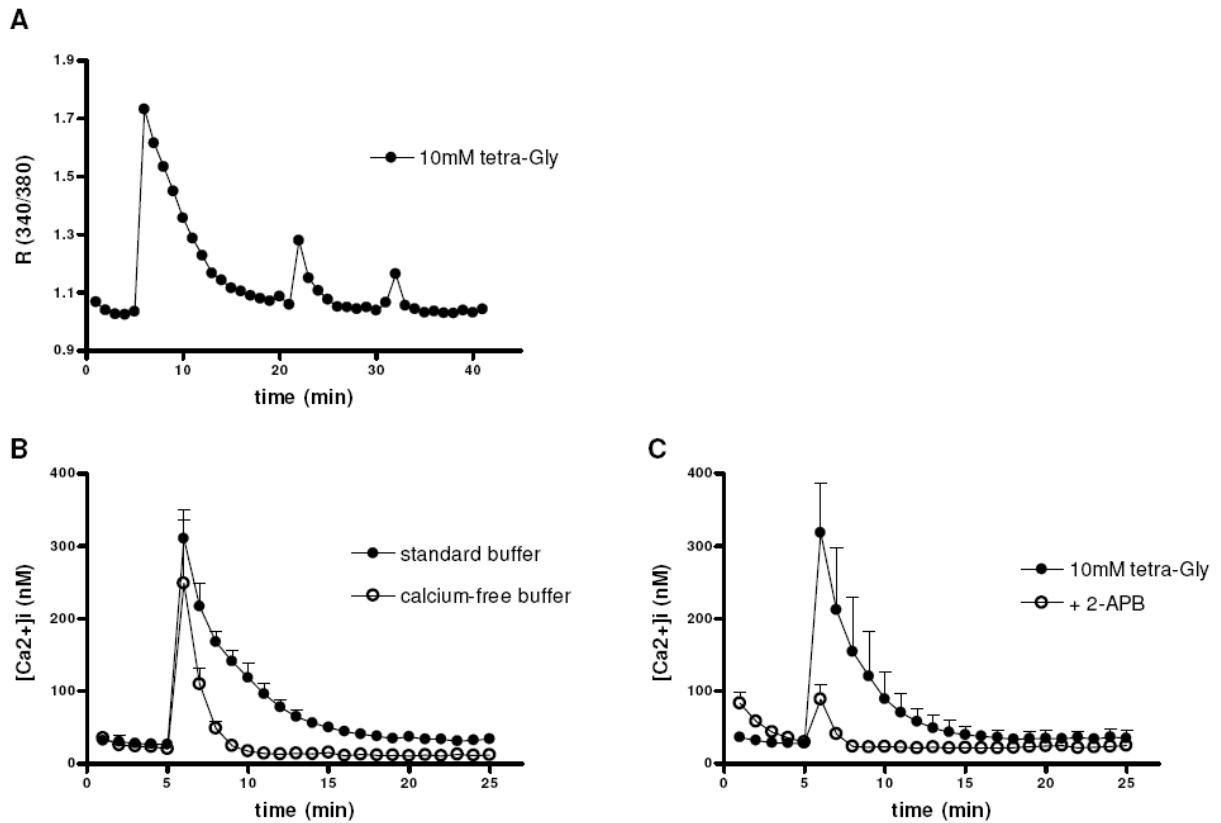 A
1.9
1.7
1.5
1.3
1.1
0.9
R (340/380)
0 10 20 30 40
time (min)
10mM tetra-Gly
B
400
300
200
100
0
[Ca2+]i (nM)
0 5 10 15 20 25
time (min)
standard buffer
calcium-free buffer
C
400
300
200
100
0
[Ca2+]i (nM)
0 5 10 15 20 25
time (min)
10mM tetra-Gly
+ 2-APB